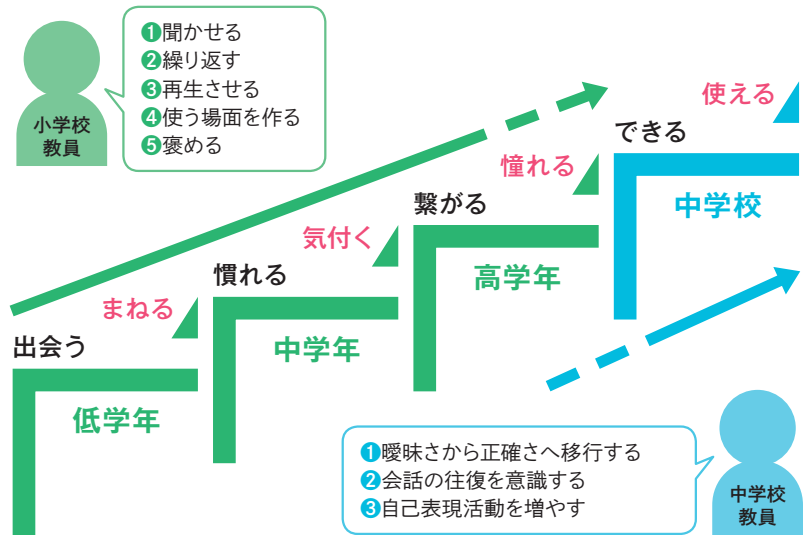 ❶聞かせる
❷繰り返す
❸再生させる
❹使う場面を作る
❺褒める
小学校
教員
使える
できる
憧れる
中学校
繋がる
気付く
高学年
慣れる
まねる
中学年
出会う
低学年
❶曖昧さから正確さへ移行する
❷会話の往復を意識する
❸自己表現活動を増やす
中学校
教員